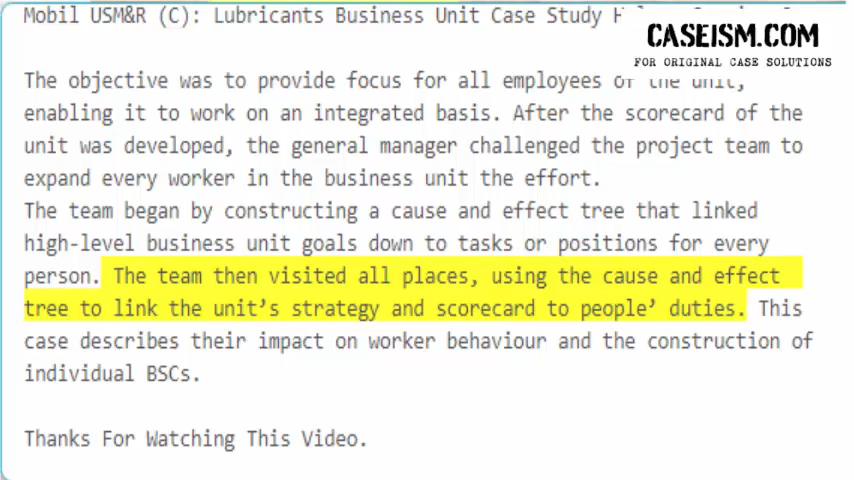 Mobil USM&R (C): Lubricants Business Unit Case Study
CASEISM.COM
FOR ORIGINAL CASE SOLUTIONS
The objective was to provide focus for all employees of the unit,
enabling it to work on an integrated basis. After the scorecard of the
unit was developed, the general manager challenged the project team to
expand every worker in the business unit the effort.
The team began by constructing a cause and effect tree that linked
high-level business unit goals down to tasks or positions for every
person. The team then visited all places, using the cause and effect
tree to link the unit’s strategy and scorecard to people’ duties. This
case describes their impact on worker behaviour and the construction of
individual BSCs.
Thanks For Watching This Video.